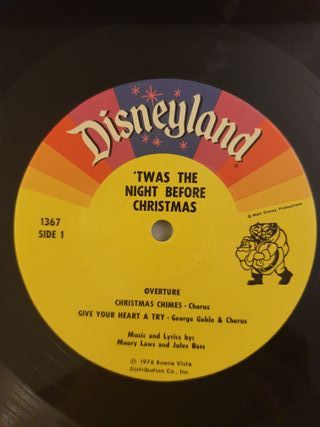 Disneyland
®
'TWAS THE
NIGHT BEFORE
CHRISTMAS
1367
SIDE 1
© Walt Disney Productions
OVERTURE
CHRISTMAS CHIMES - Chorus
GIVE YOUR HEART A TRY - George Goble & Chorus
Music and Lyrics by:
Maury Laws and Jules Bass
℗ 1976 Buena Vista
Distribution Co., Inc.